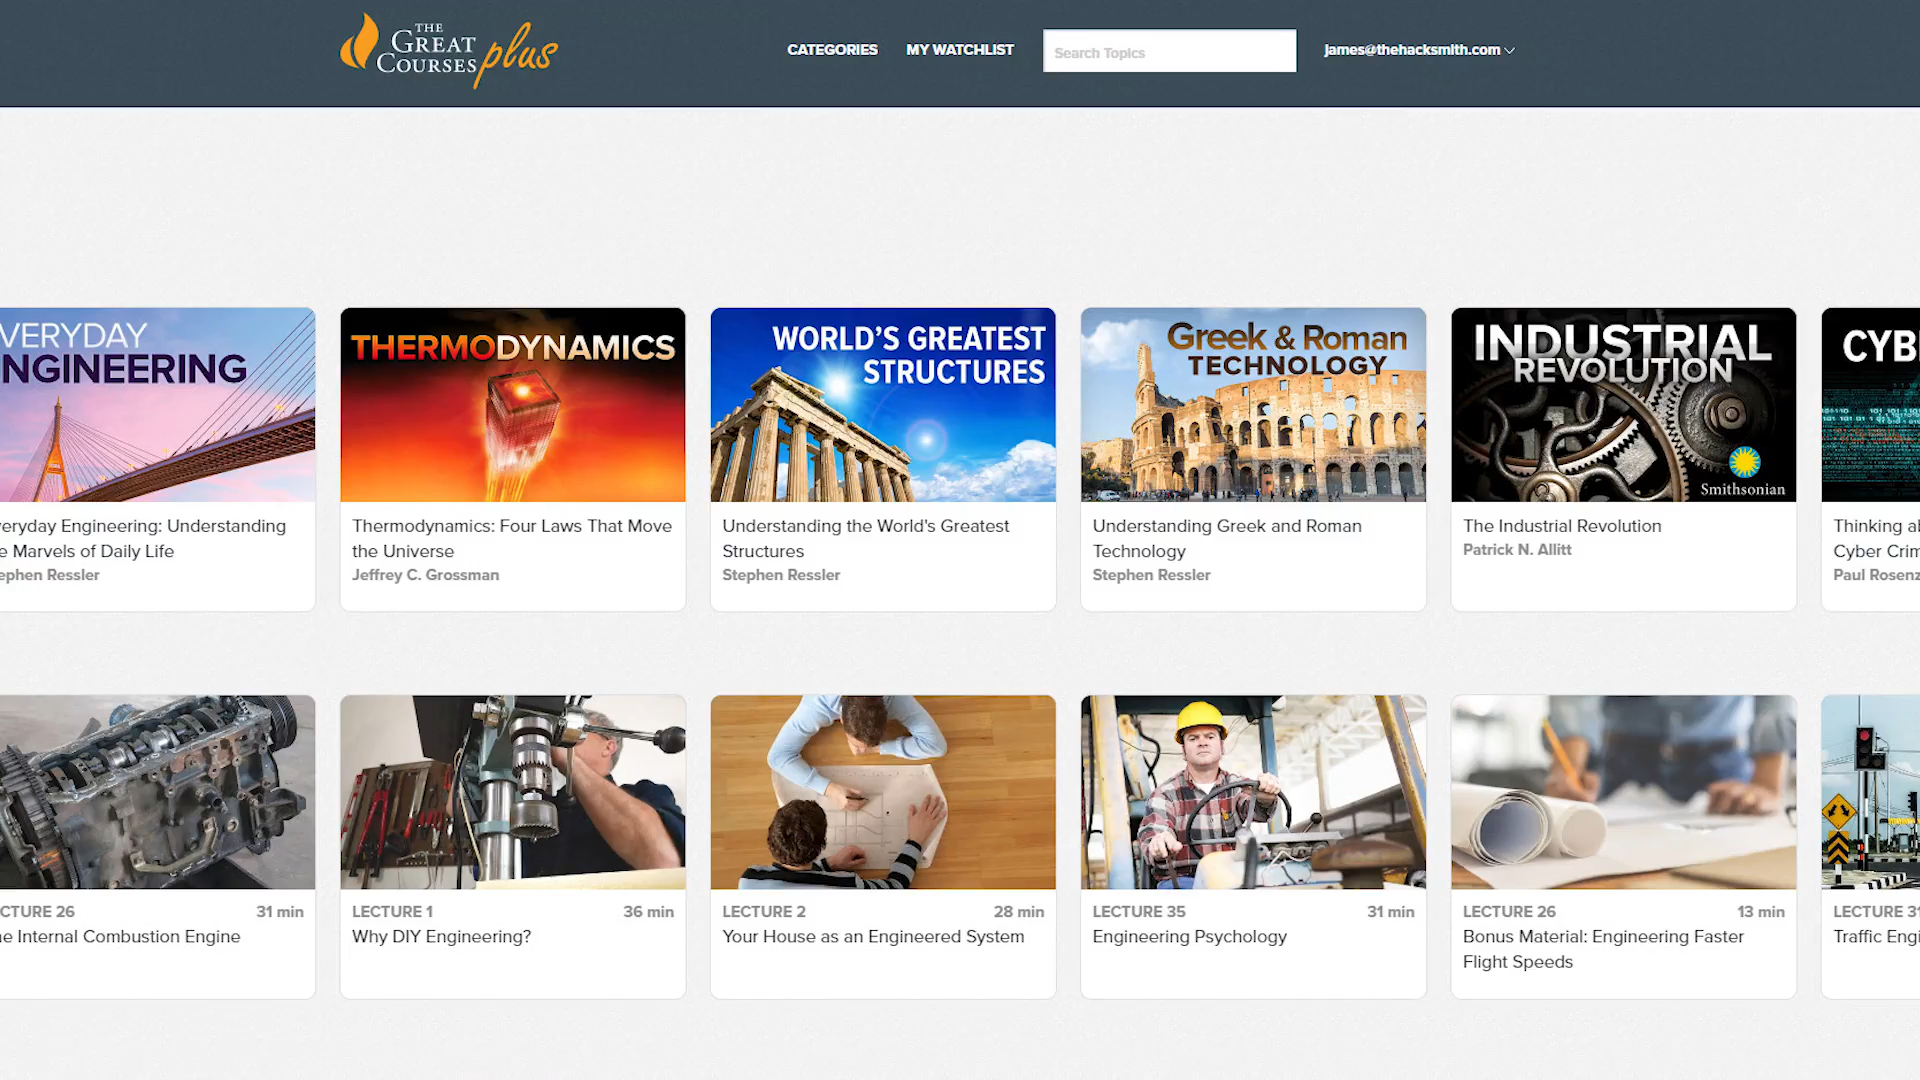 THE
GREAT
COURSES plus
CATEGORIES
MY WATCHLIST
Search Topics
james@thehacksmith.com
VERYDAY
NGINEERING
veryday Engineering: Understanding
e Marvels of Daily Life
ephen Ressler
THERMODYNAMICS
Thermodynamics: Four Laws That Move
the Universe
Jeffrey C. Grossman
WORLD'S GREATEST
STRUCTURES
Understanding the World's Greatest
Structures
Stephen Ressler
Greek & Roman
TECHNOLOGY
Understanding Greek and Roman
Technology
Stephen Ressler
INDUSTRIAL
REVOLUTION
Smithsonian
The Industrial Revolution
Patrick N. Allitt
CYB
Thinking ab
Cyber Crim
Paul Rosenz
CTURE 26 31 min
e Internal Combustion Engine
LECTURE 1 36 min
Why DIY Engineering?
LECTURE 2 28 min
Your House as an Engineered System
LECTURE 35 31 min
Engineering Psychology
LECTURE 26 13 min
Bonus Material: Engineering Faster
Flight Speeds
LECTURE 31
Traffic Engi